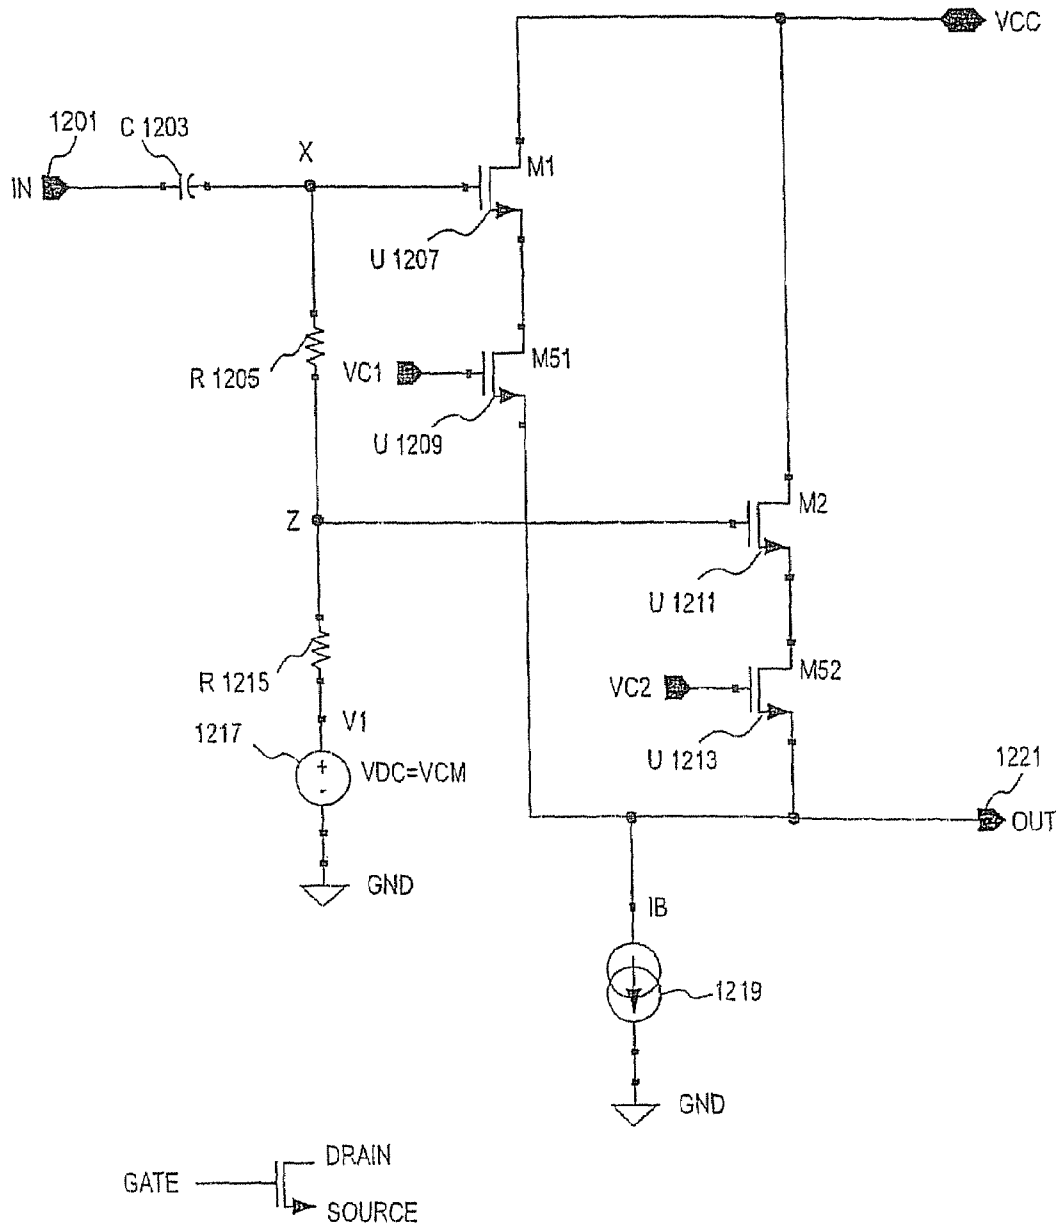 VCC
1201
C 1203
X
M1
IN
U 1207
R 1205
VC1
M51
U 1209
Z
M2
U 1211
R 1215
VC2
M52
1217
V1
VDC=VCM
U 1213
1221
OUT
+
-
GND
IB
1219
GND
GATE
DRAIN
SOURCE